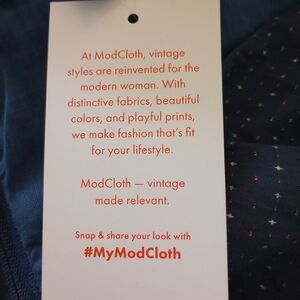 At ModCloth, vintage
styles are reinvented for the
modern woman. With
distinctive fabrics, beautiful
colors, and playful prints,
we make fashion that's fit
for your lifestyle.
ModCloth — vintage
made relevant.
Snap & share your look with
#MyModCloth